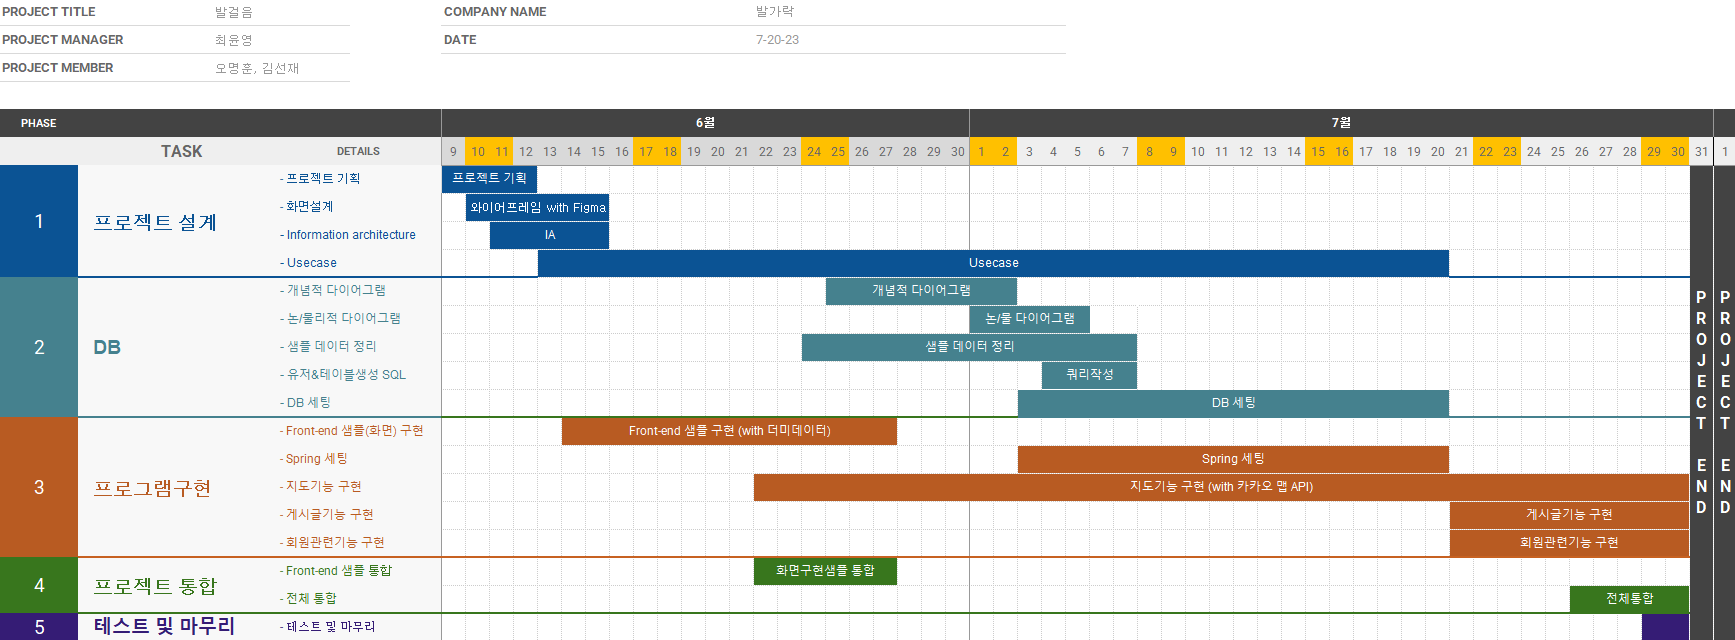 PROJECT TITLE 발걸음 COMPANY NAME 발가락
PROJECT MANAGER 최윤영 DATE 7-20-23
PROJECT MEMBER 오명훈, 김선재
PHASE 6월 7월
TASK DETAILS 9 10 11 12 13 14 15 16 17 18 19 20 21 22 23 24 25 26 27 28 29 30 1 2 3 4 5 6 7 8 9 10 11 12 13 14 15 16 17 18 19 20 21 22 23 24 25 26 27 28 29 30 31 1
1 프로젝트 설계
- 프로젝트 기획 프로젝트 기획
- 화면설계 와이어프레임 with Figma
- Information architecture IA
- Usecase Usecase
2 DB
- 개념적 다이어그램 개념적 다이어그램
- 논/물리적 다이어그램 논/물 다이어그램
- 샘플 데이터 정리 샘플 데이터 정리
- 유저&테이블생성 SQL 쿼리작성
- DB 세팅 DB 세팅
3 프로그램구현
- Front-end 샘플(화면) 구현 Front-end 샘플 구현 (with 더미데이터)
- Spring 세팅 Spring 세팅
- 지도기능 구현 지도기능 구현 (with 카카오 맵 API)
- 게시글기능 구현 게시글기능 구현
- 회원관련기능 구현 회원관련기능 구현
4 프로젝트 통합
- Front-end 샘플 통합 화면구현샘플 통합
- 전체 통합 전체통합
5 테스트 및 마무리
- 테스트 및 마무리
PROJECT END
PROJECT END